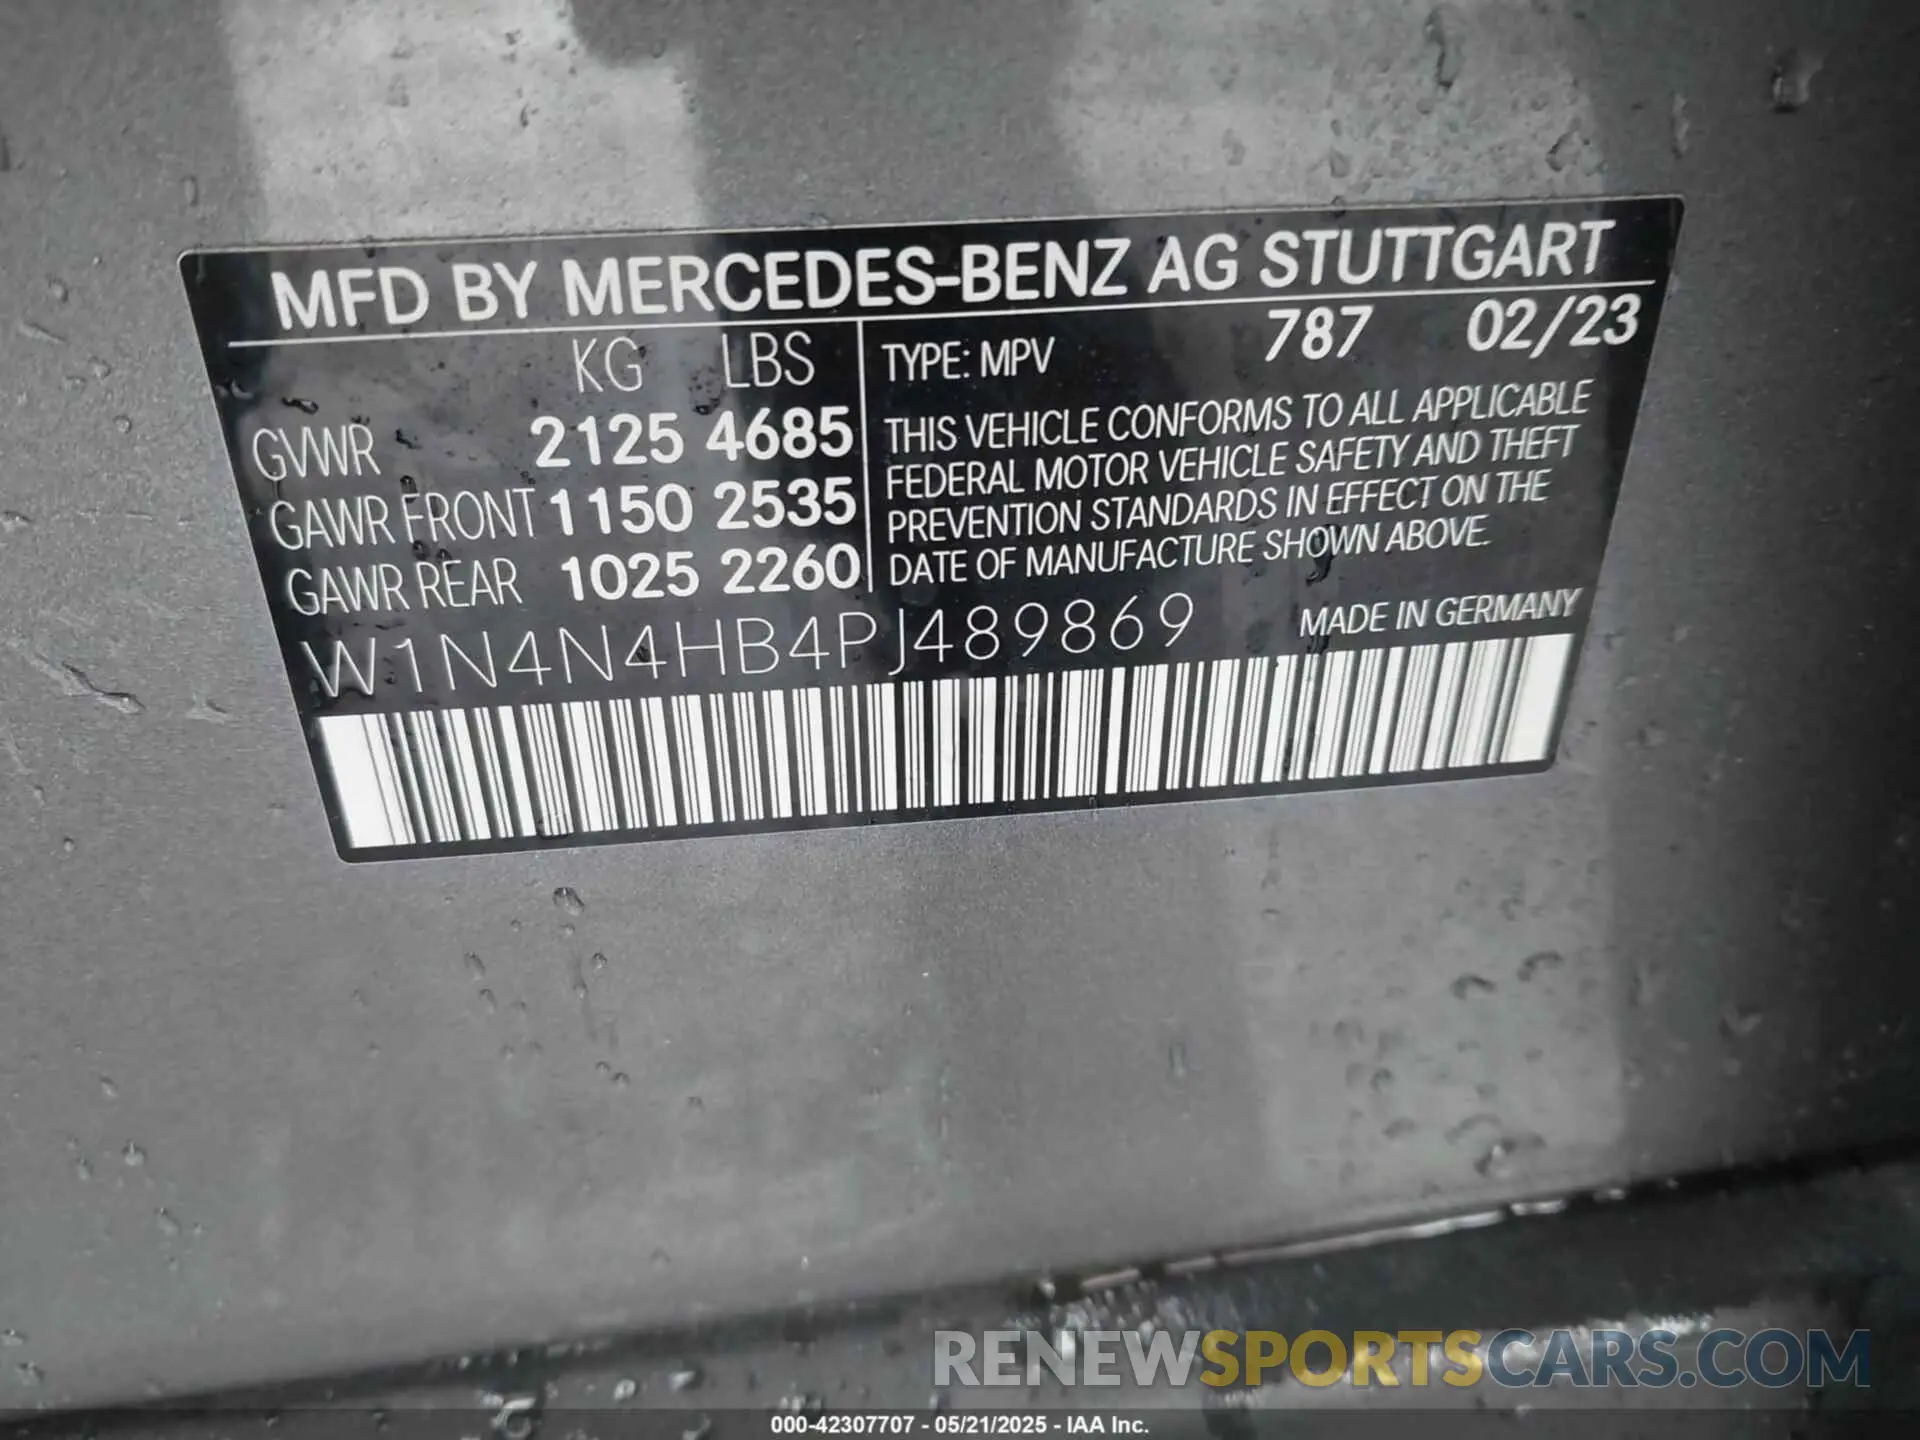 MFD BY MERCEDES-BENZ AG STUTTGART
KG LBS
GVWR 2125 4685
GAWR FRONT 1150 2535
GAWR REAR 1025 2260
TYPE: MPV 787 02/23
THIS VEHICLE CONFORMS TO ALL APPLICABLE
FEDERAL MOTOR VEHICLE SAFETY AND THEFT
PREVENTION STANDARDS IN EFFECT ON THE
DATE OF MANUFACTURE SHOWN ABOVE.
W1N4N4HB4PJ489869
MADE IN GERMANY
RENEWSPORTSCARS.COM
000-42307707 - 05/21/2025 - IAA Inc.